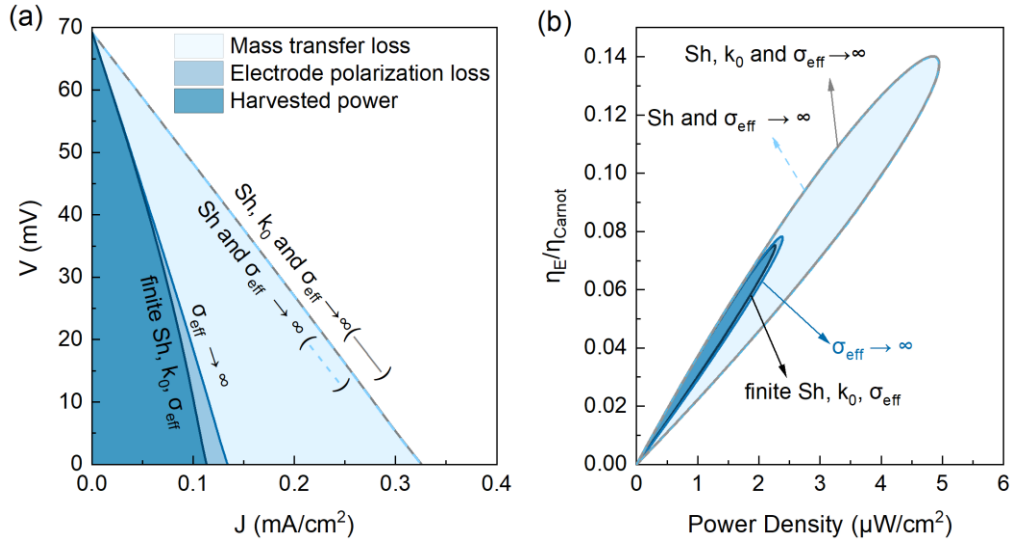 (a)
V (mV)
70
60
50
40
30
20
10
0
0.0
0.1
0.2
0.3
0.4
J (mA/cm²)
Mass transfer loss
Electrode polarization loss
Harvested power
Sh, k₀ and σeff→∞
Sh and σeff → ∞
σeff → ∞
finite Sh, k₀, σeff
(b)
ηE/ηCarnot
0.14
0.12
0.10
0.08
0.06
0.04
0.02
0.00
0
1
2
3
4
5
6
7
Power Density (µW/cm²)
Sh, k₀ and σeff→∞
Sh and σeff → ∞
σeff → ∞
finite Sh, k₀, σeff